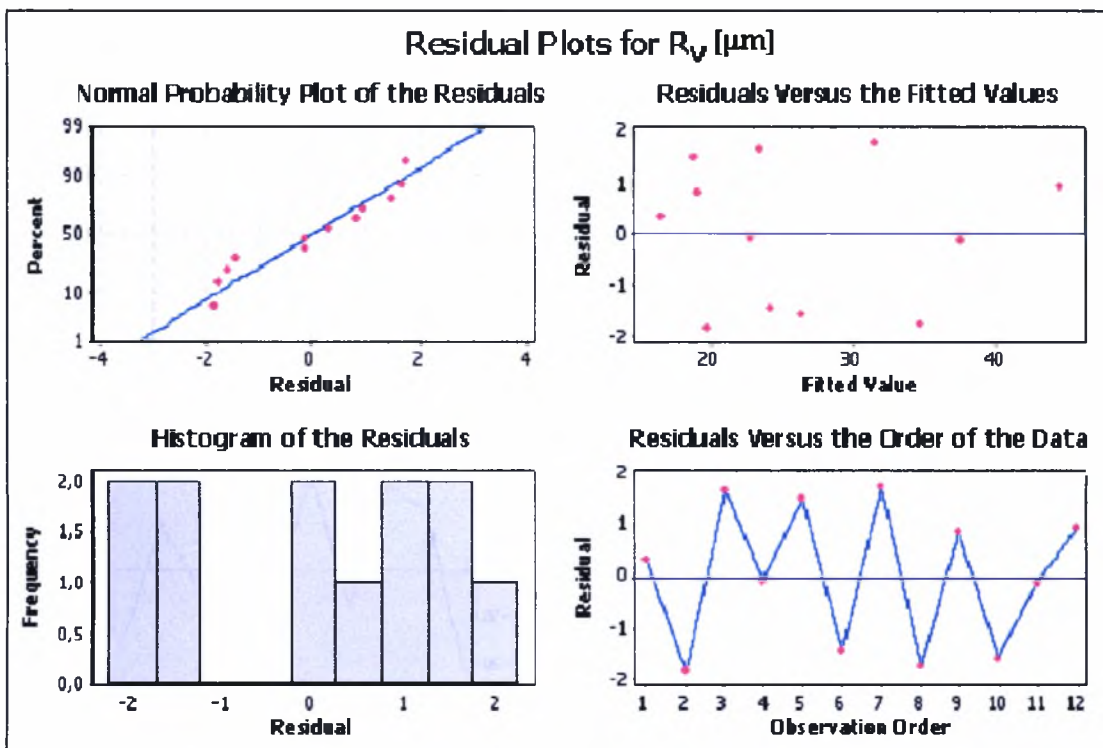 Residual Plots for Rv [μm]
Normal Probability Plot of the Residuals
99
90
50
10
1
Percent
-4
-2
0
2
4
Residual
Residuals Versus the Fitted Values
2
1
0
-1
-2
Residual
20
30
40
Fitted Value
Histogram of the Residuals
2,0
1,5
1,0
0,5
0,0
Frequency
-2
-1
0
1
2
Residual
Residuals Versus the Order of the Data
2
1
0
-1
-2
Residual
1 2 3 4 5 6 7 8 9 10 11 12
Observation Order